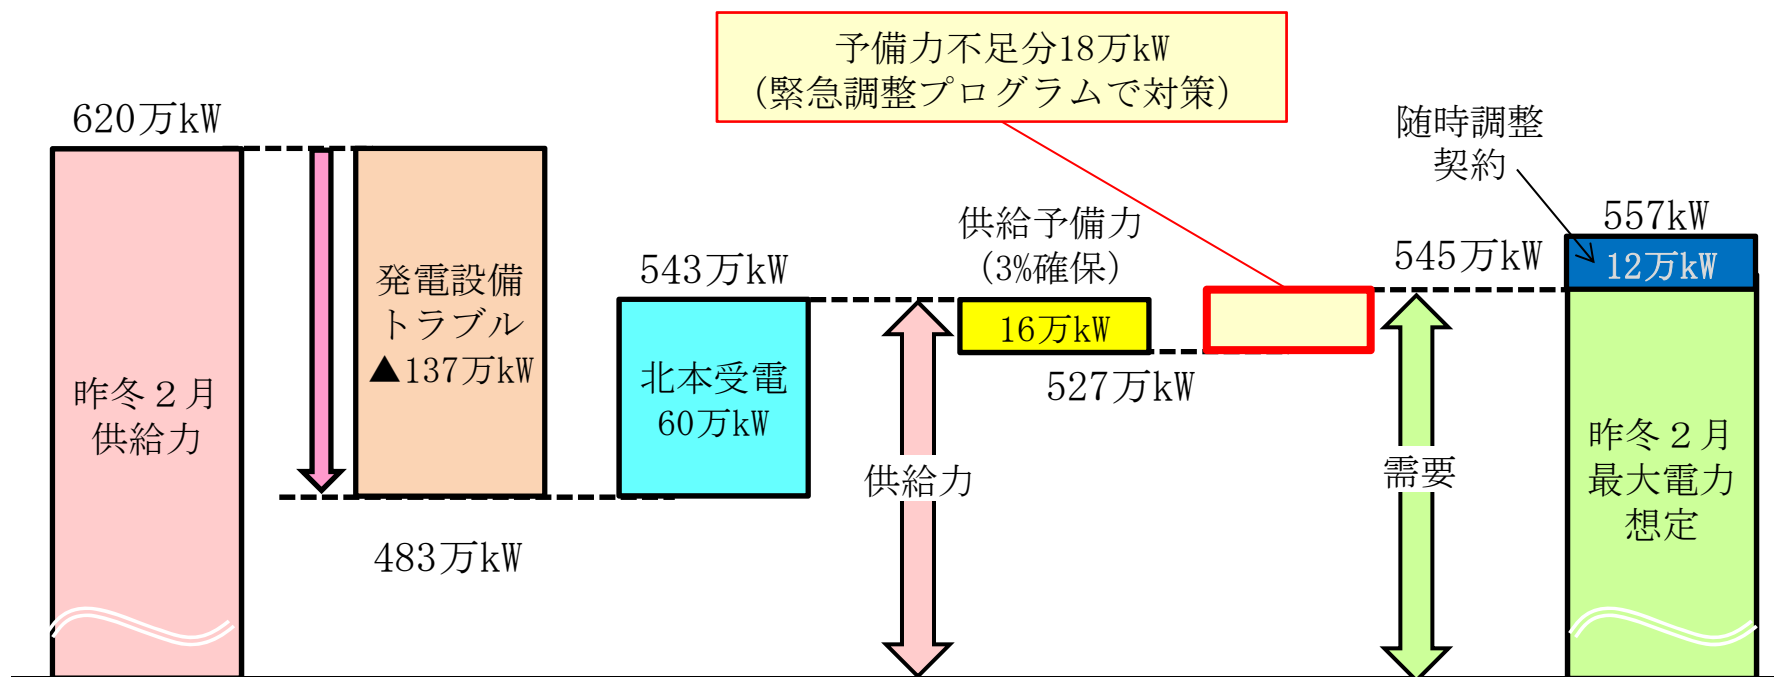 予備力不足分18万kW
(緊急調整プログラムで対策)
620万kW
随時調整
契約
供給予備力
(3%確保)
557kW
543万kW
545万kW
12万kW
発電設備
トラブル
▲137万kW
16万kW
527万kW
北本受電
60万kW
昨冬２月
供給力
供給力
需要
昨冬２月
最大電力
想定
483万kW